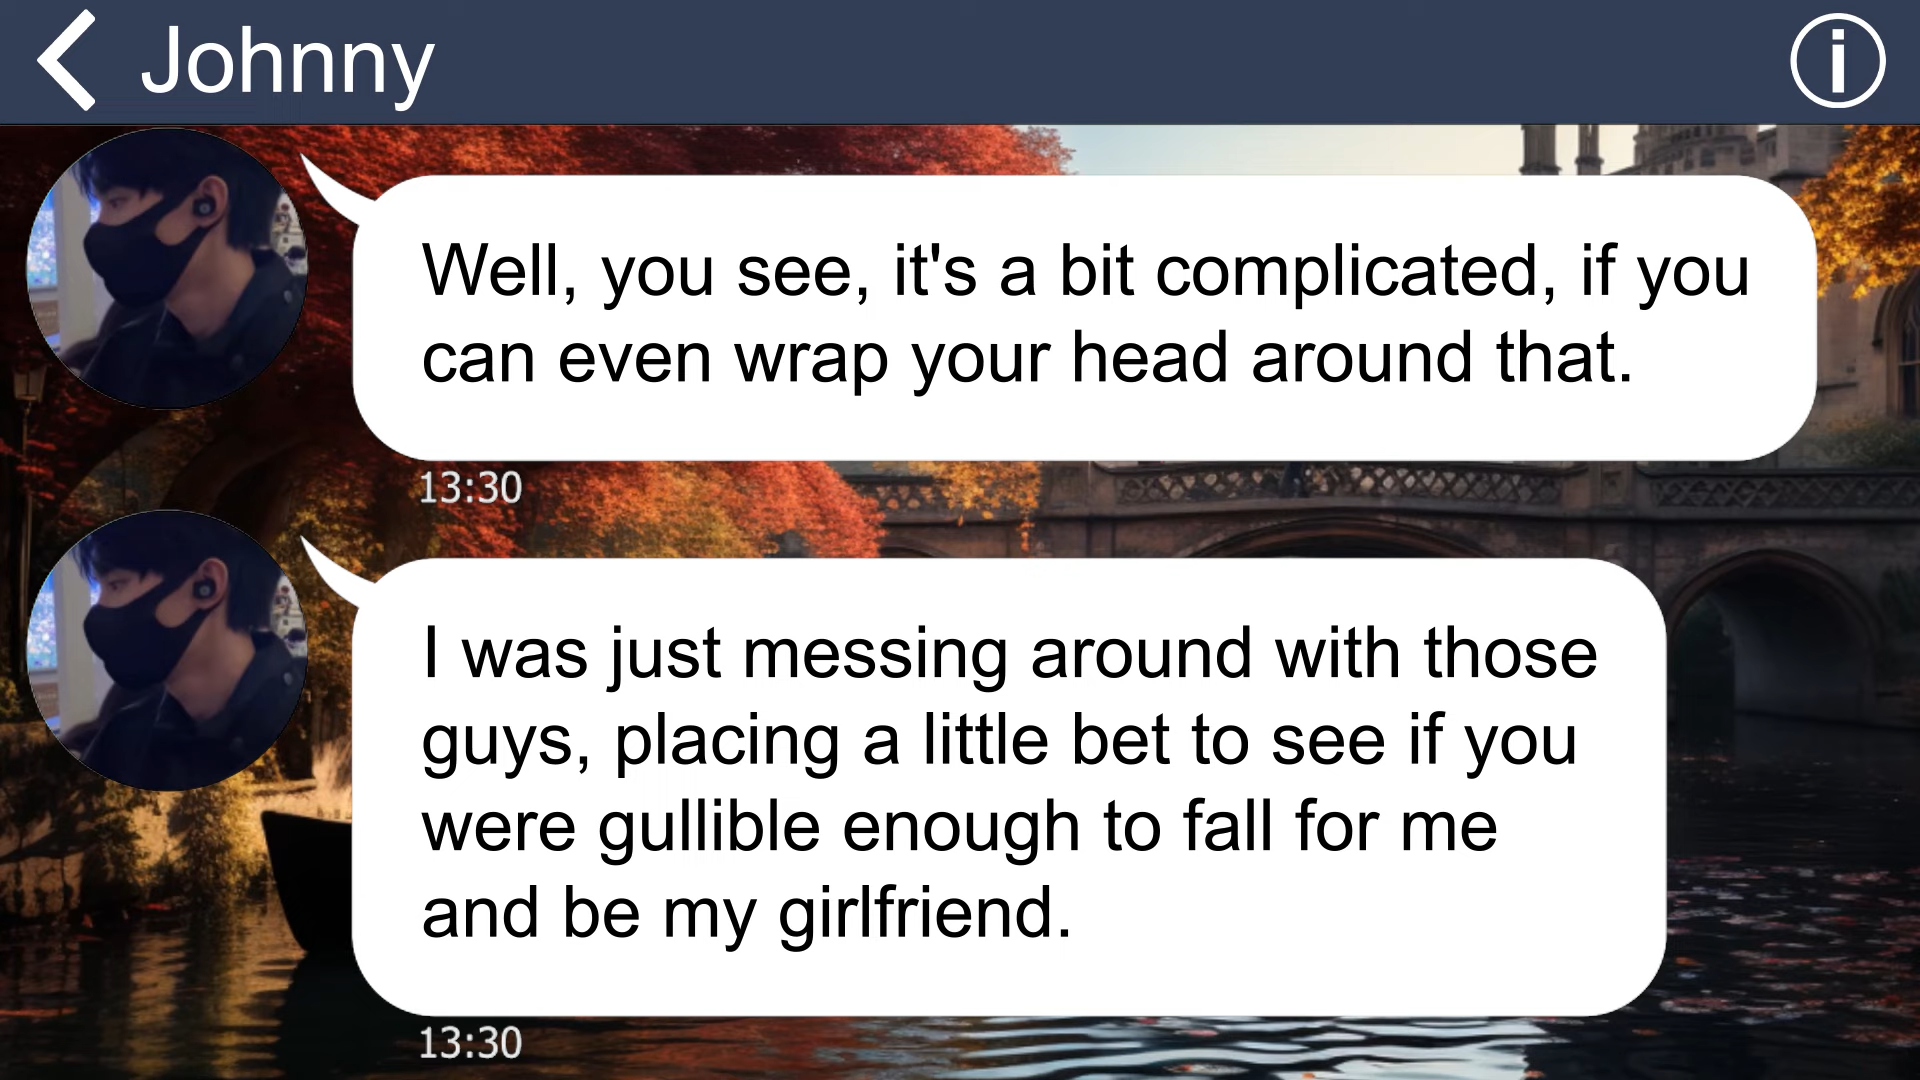 Johnny
Well, you see, it's a bit complicated, if you
can even wrap your head around that.
13:30
I was just messing around with those
guys, placing a little bet to see if you
were gullible enough to fall for me
and be my girlfriend.
13:30